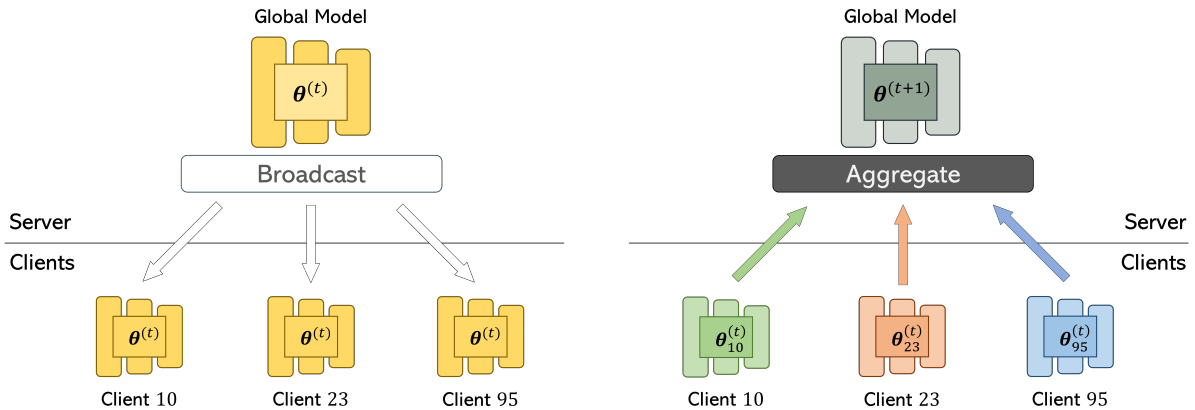 Global Model
θ^(t)
Broadcast
Server
Clients
θ^(t)
θ^(t)
θ^(t)
Client 10
Client 23
Client 95
Global Model
θ^(t+1)
Aggregate
Server
Clients
θ_10^(t)
θ_23^(t)
θ_95^(t)
Client 10
Client 23
Client 95